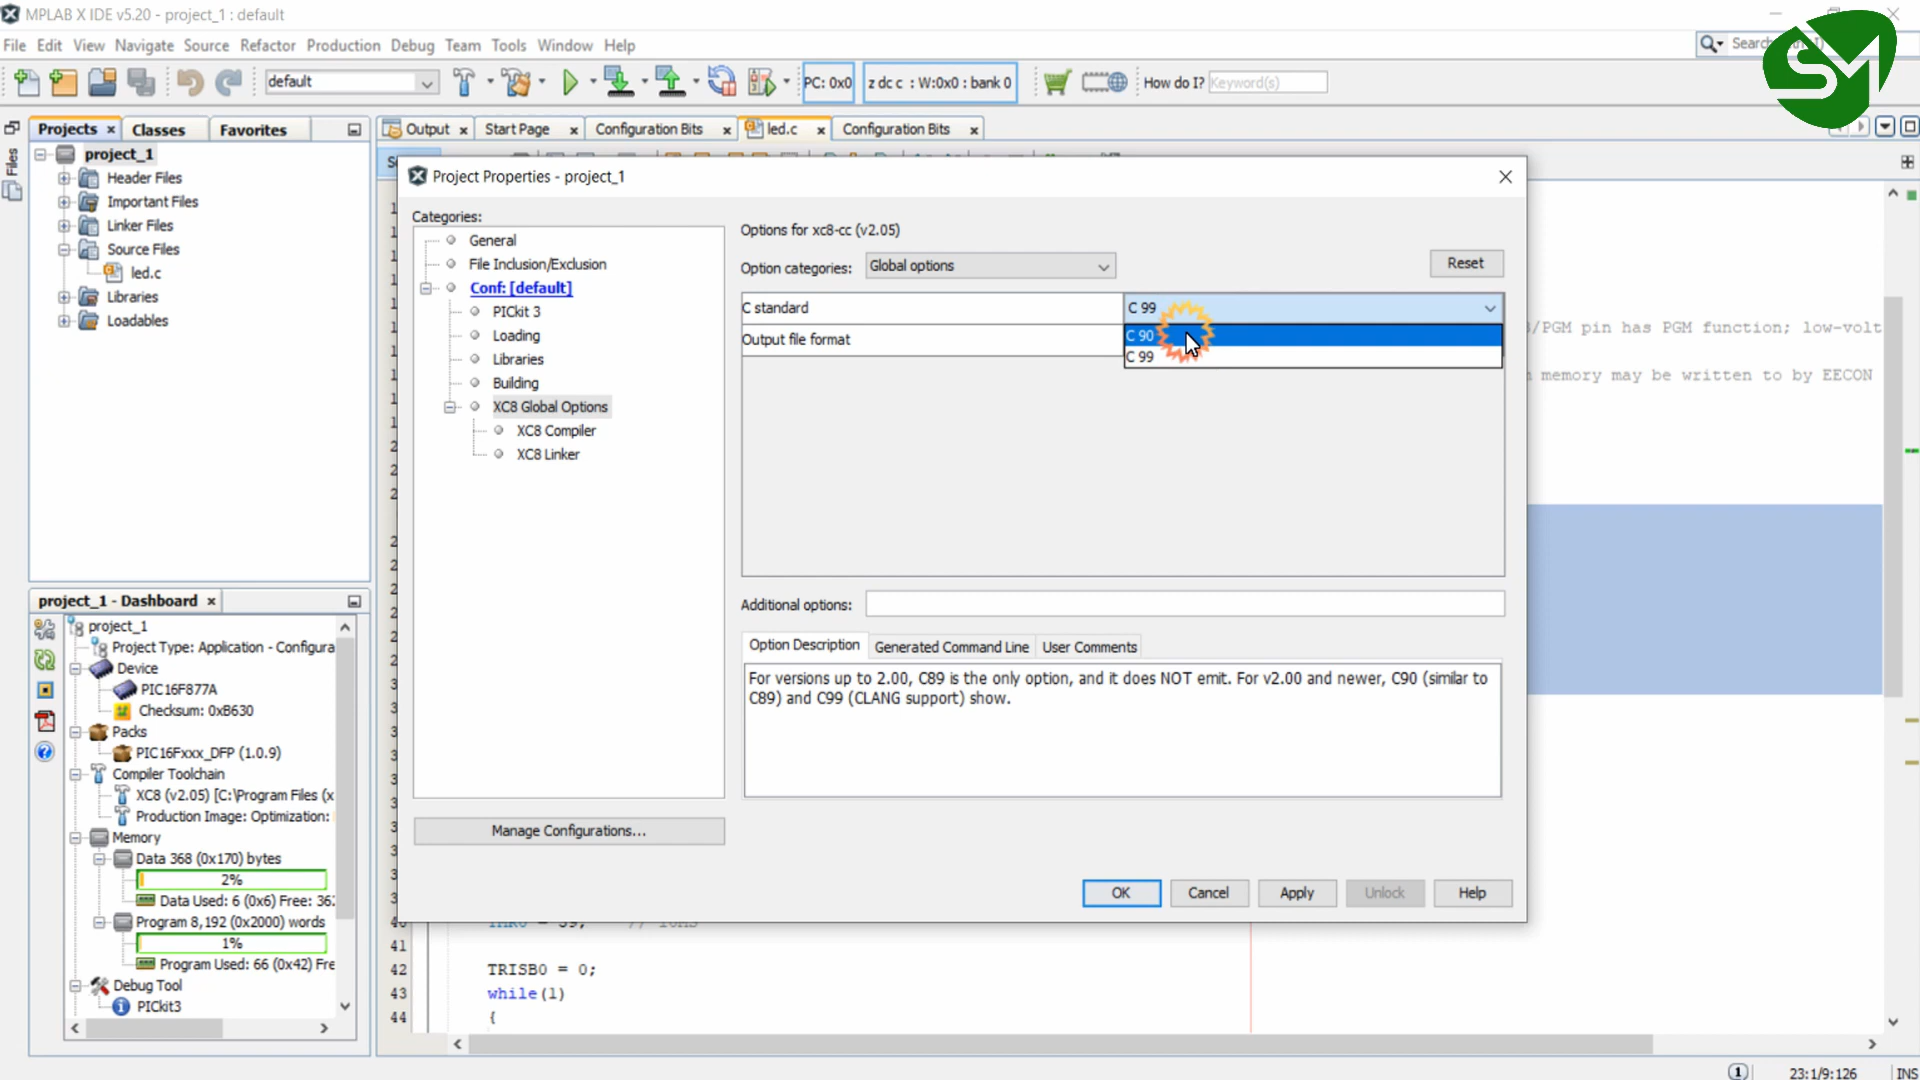 MPLAB X IDE v5.20 - project_1 : default
File Edit View Navigate Source Refactor Production Debug Team Tools Window Help
Search
default
PC: 0x0
z dc c : W:0x0 : bank 0
How do I? Keyword(s)
SM
Projects Classes Favorites
Output Start Page Configuration Bits led.c Configuration Bits
Files
project_1
Header Files
Important Files
Linker Files
Source Files
led.c
Libraries
Loadables
Project Properties - project_1
Categories:
General
File Inclusion/Exclusion
Conf: [default]
PICkit 3
Loading
Libraries
Building
XC8 Global Options
XC8 Compiler
XC8 Linker
Manage Configurations...
Options for xc8-cc (v2.05)
Option categories: Global options
Reset
C standard C 99
C 90
Output file format
C 99
/PGM pin has PGM function; low-volt
memory may be written to by EECON
Additional options:
Option Description Generated Command Line User Comments
For versions up to 2.00, C89 is the only option, and it does NOT emit. For v2.00 and newer, C90 (similar to
C89) and C99 (CLANG support) show.
OK Cancel Apply Unlock Help
project_1 - Dashboard
project_1
Project Type: Application - Configura
Device
PIC16F877A
Checksum: 0xB630
Packs
PIC16Fxxx_DFP (1.0.9)
Compiler Toolchain
XC8 (v2.05) [C:\Program Files (x
Production Image: Optimization:
Memory
Data 368 (0x170) bytes
2%
Data Used: 6 (0x6) Free: 36
Program 8,192 (0x2000) words
1%
Program Used: 66 (0x42) Fre
Debug Tool
PICkit3
41
42 TRISB0 = 0;
43 while(1)
44 {
1
23:1/9:126 INS